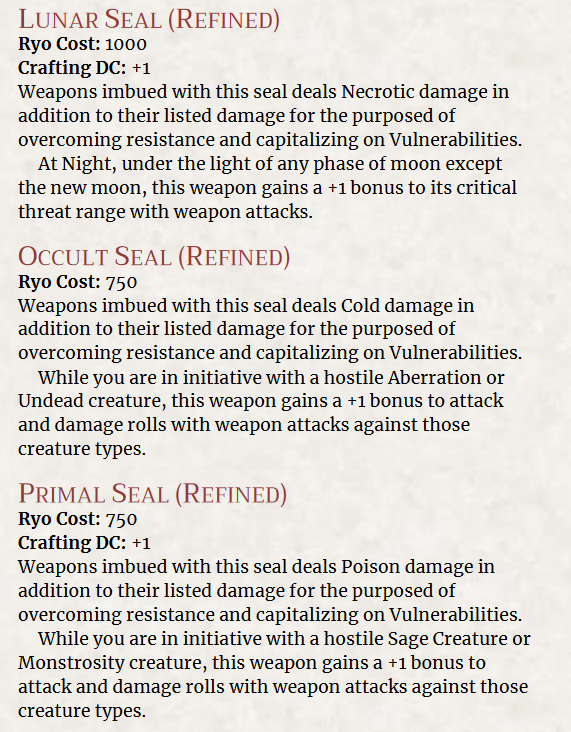 Lunar Seal (Refined)
Ryo Cost: 1000
Crafting DC: +1
Weapons imbued with this seal deals Necrotic damage in
addition to their listed damage for the purposed of
overcoming resistance and capitalizing on Vulnerabilities.
At Night, under the light of any phase of moon except
the new moon, this weapon gains a +1 bonus to its critical
threat range with weapon attacks.
Occult Seal (Refined)
Ryo Cost: 750
Weapons imbued with this seal deals Cold damage in
addition to their listed damage for the purposed of
overcoming resistance and capitalizing on Vulnerabilities.
While you are in initiative with a hostile Aberration or
Undead creature, this weapon gains a +1 bonus to attack
and damage rolls with weapon attacks against those
creature types.
Primal Seal (Refined)
Ryo Cost: 750
Crafting DC: +1
Weapons imbued with this seal deals Poison damage in
addition to their listed damage for the purposed of
overcoming resistance and capitalizing on Vulnerabilities.
While you are in initiative with a hostile Sage Creature or
Monstrosity creature, this weapon gains a +1 bonus to
attack and damage rolls with weapon attacks against those
creature types.